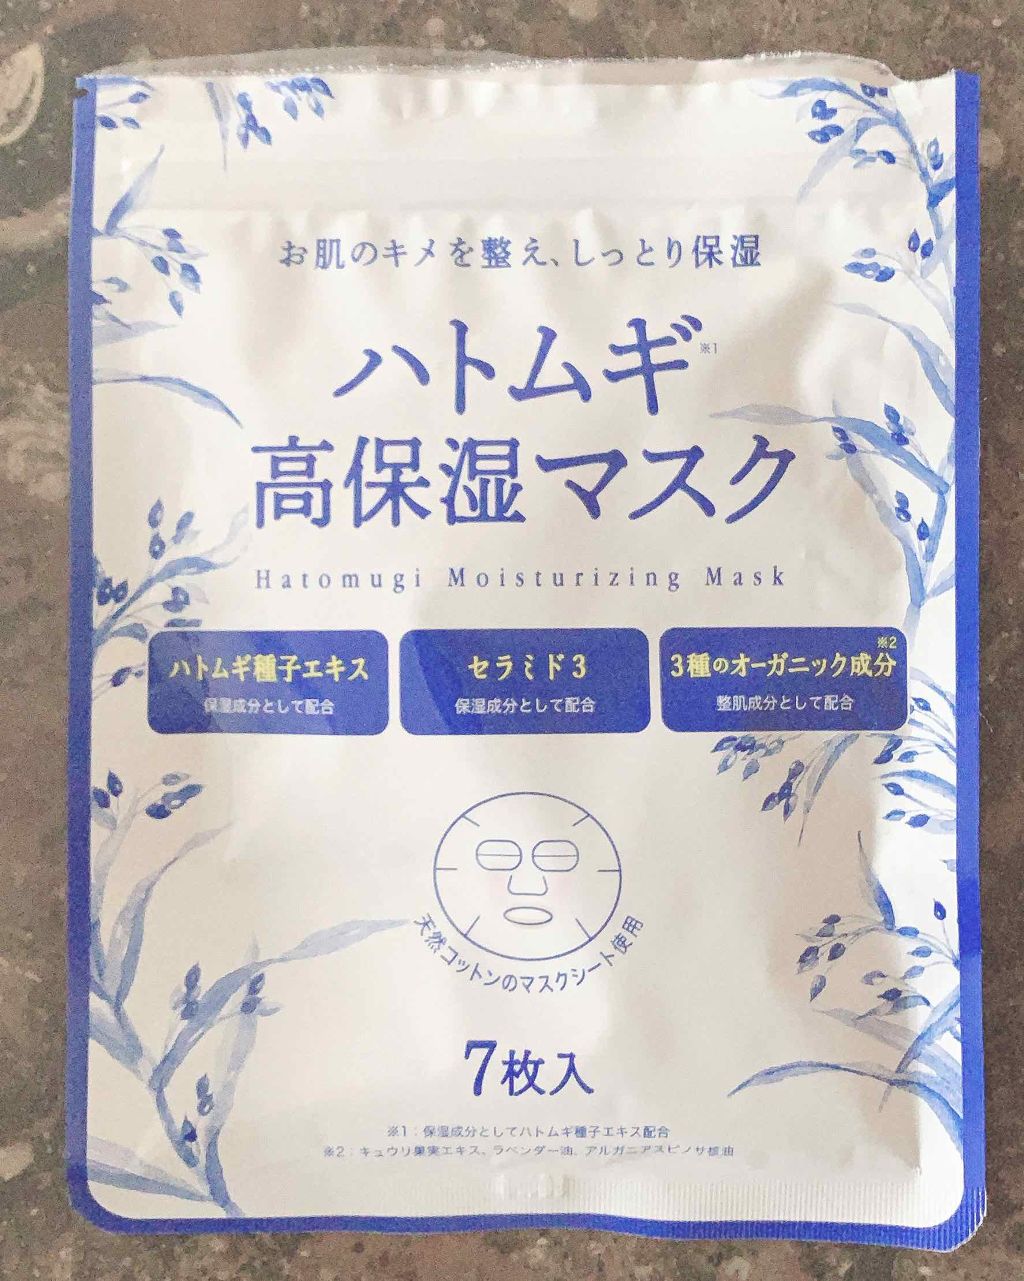 お肌のキメを整え、しっとり保湿
ハトムギ※1
高保湿マスク
Hatomugi Moisturizing Mask
ハトムギ種子エキス
保湿成分として配合
セラミド3
保湿成分として配合
3種のオーガニック成分※2
整肌成分として配合
天然コットンのマスクシート使用
7枚入
※1：保湿成分としてハトムギ種子エキス配合
※2：キュウリ果実エキス、ラベンダー油、アルガニアスピノサ核油